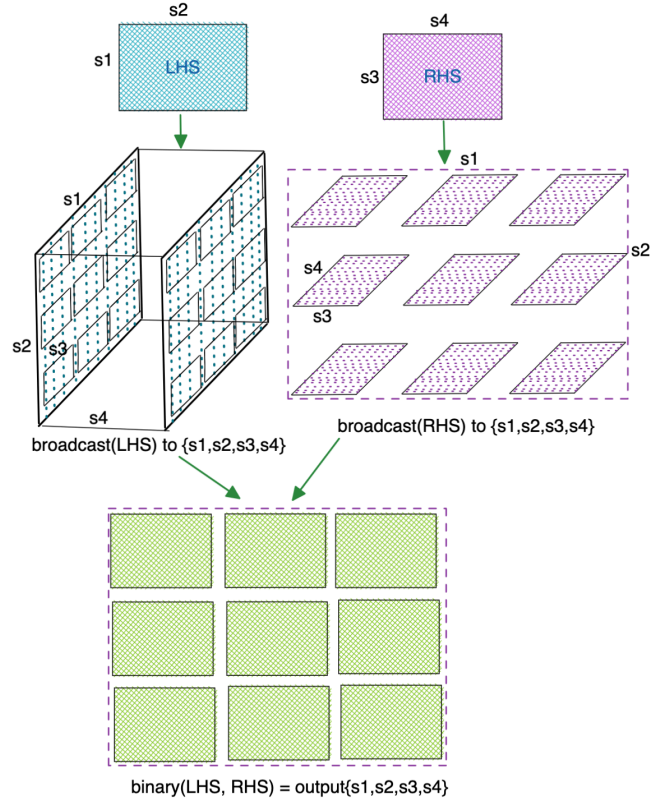 s2
s1
LHS
s4
s3
RHS
s1
s2
s3
s4
s1
s2
s4
s3
broadcast(LHS) to {s1,s2,s3,s4}
broadcast(RHS) to {s1,s2,s3,s4}
binary(LHS, RHS) = output{s1,s2,s3,s4}